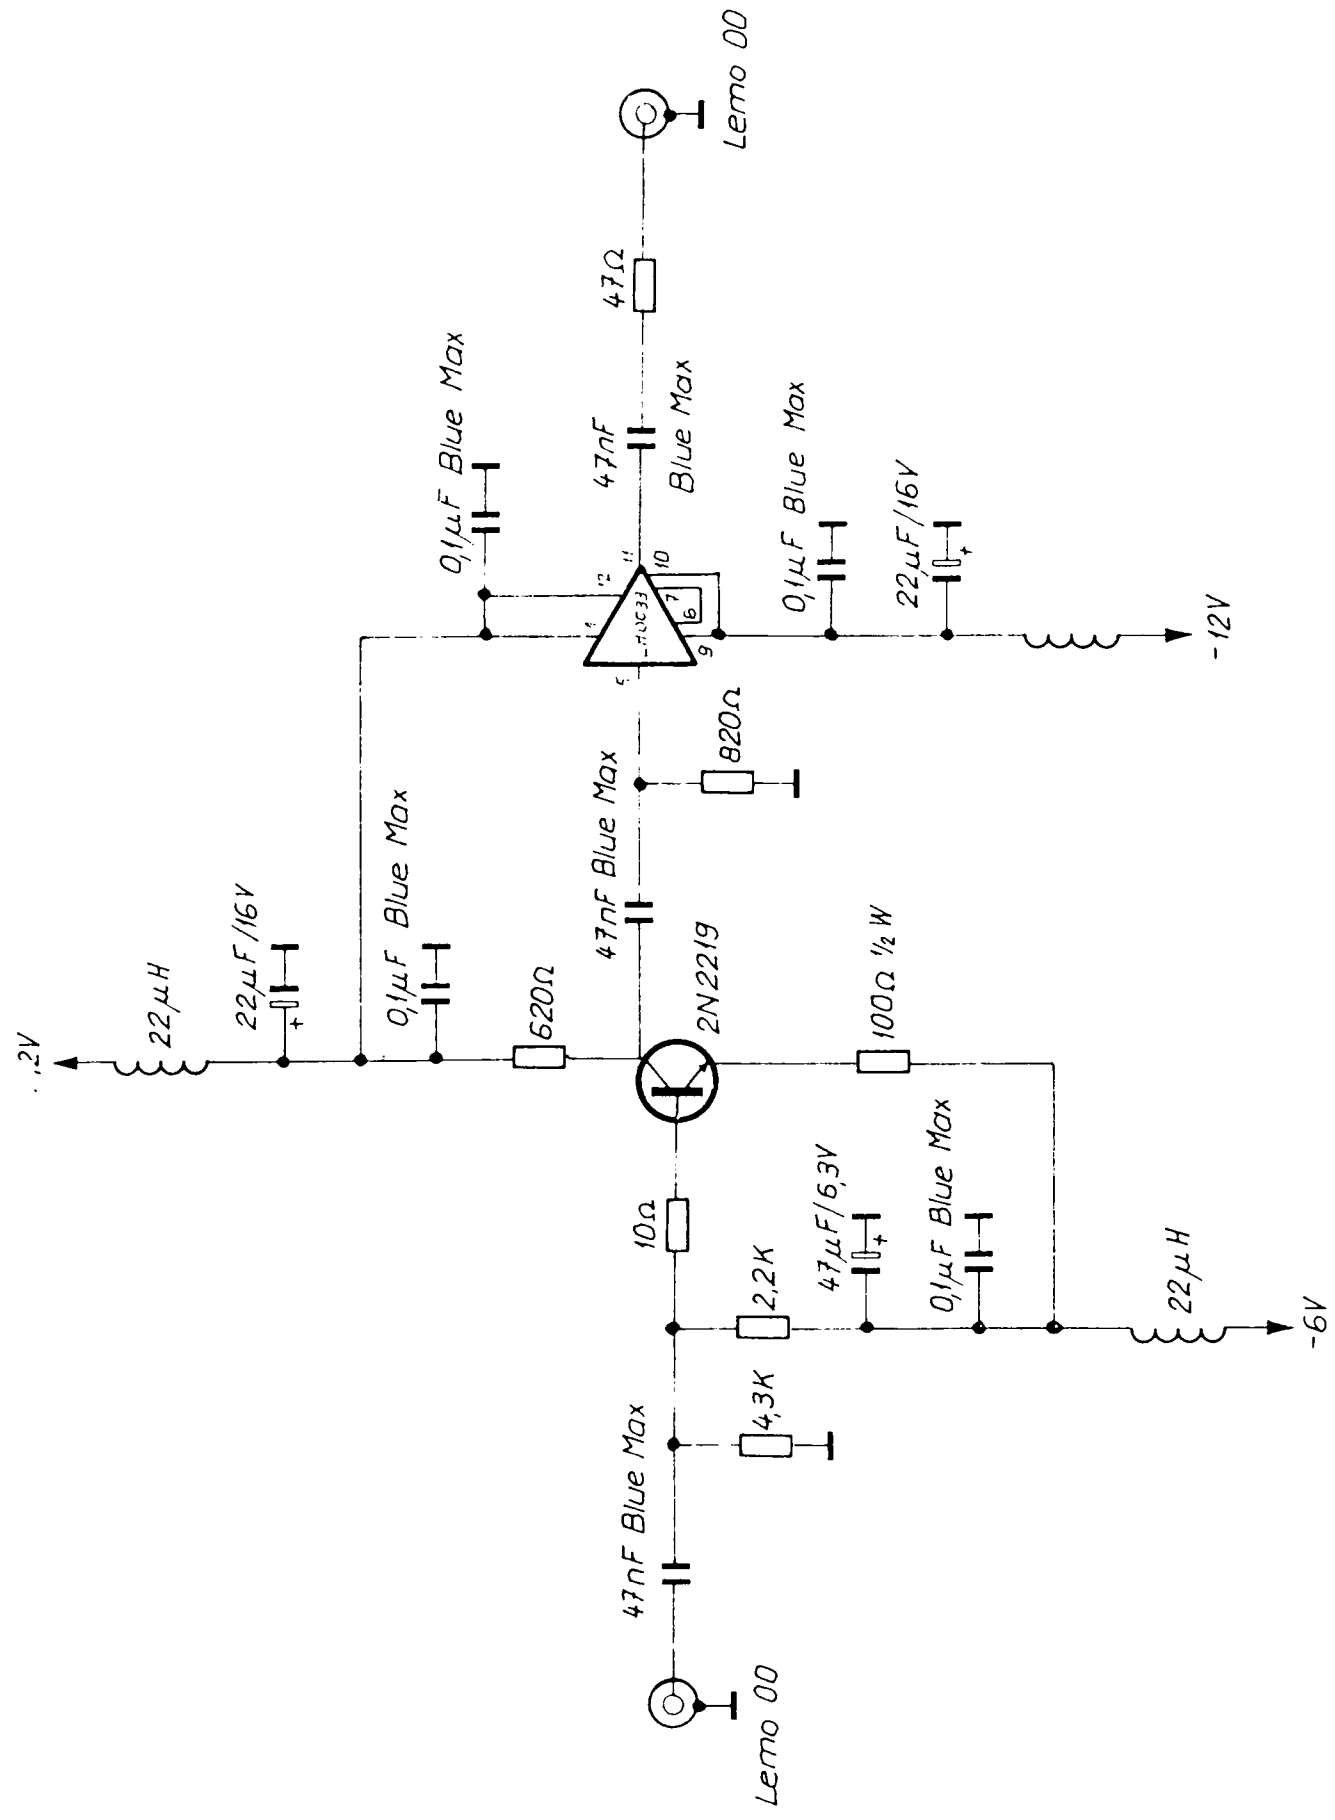 Lemo 00
47nF Blue Max
4,3K
2,2K
10Ω
47µF/6,3V
+
0,1µF Blue Max
22µH
-6V
22µH
22µF/16V
+
0,1µF Blue Max
620Ω
2N2219
100Ω ½ W
47nF Blue Max
820Ω
9
6
7
10
11
12
0,1µF Blue Max
47nF
Blue Max
0,1µF Blue Max
22µF/16V
+
-12V
47Ω
Lemo 00